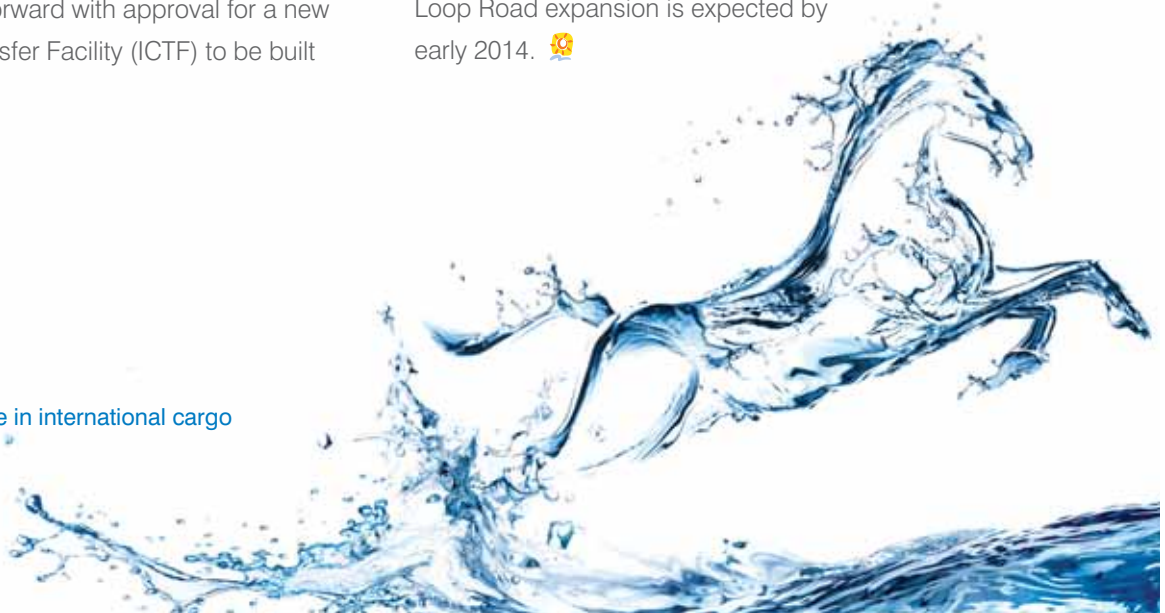 orward with approval for a new
sfer Facility (ICTF) to be built
Loop Road expansion is expected by
early 2014.
e in international cargo